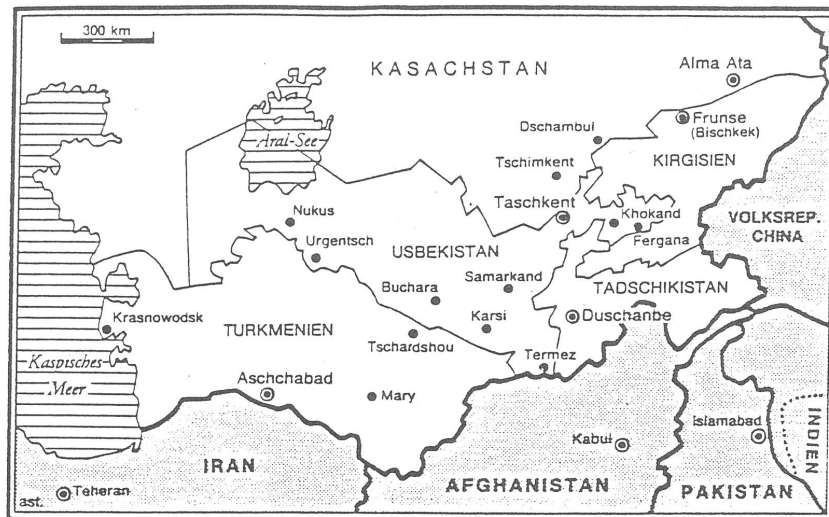 300 km
KASACHSTAN
Alma Ata
Frunse
(Bischkek)
Dschambul
KIRGISIEN
Aral-See
Tschimkent
Taschkent
Khokand
Fergana
VOLKSREP.
CHINA
Nukus
Urgentsch
USBEKISTAN
Buchara
Samarkand
TADSCHIKISTAN
Krasnowodsk
TURKMENIEN
Karsi
Duschanbe
Tschardshou
Kaspisches
Meer
Termez
Aschchabad
Mary
Islamabad
INDIEN
Kabul
IRAN
AFGHANISTAN
PAKISTAN
Teheran
ast.